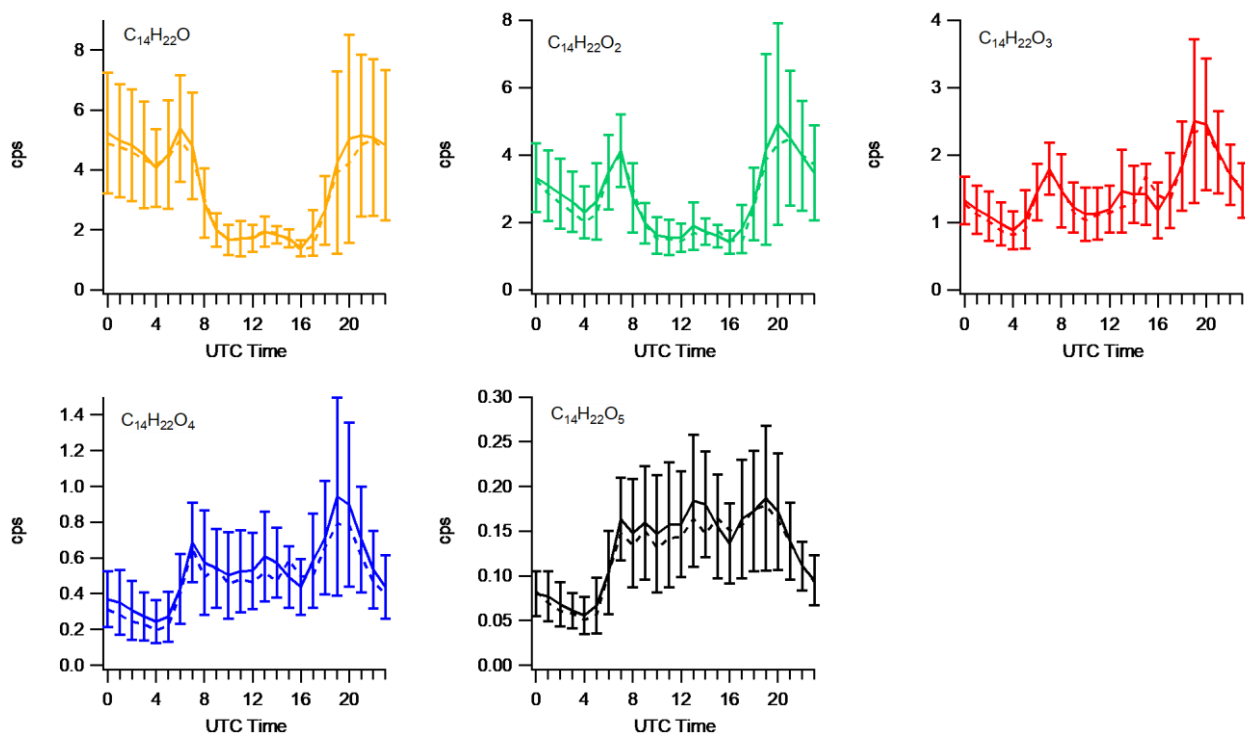 C₁₄H₂₂O
8
6
4
2
0
cps
0 4 8 12 16 20
UTC Time
C₁₄H₂₂O₂
8
6
4
2
0
cps
0 4 8 12 16 20
UTC Time
C₁₄H₂₂O₃
4
3
2
1
0
cps
0 4 8 12 16 20
UTC Time
C₁₄H₂₂O₄
1.4
1.2
1.0
0.8
0.6
0.4
0.2
0.0
cps
0 4 8 12 16 20
UTC Time
C₁₄H₂₂O₅
0.30
0.25
0.20
0.15
0.10
0.05
0.00
cps
0 4 8 12 16 20
UTC Time